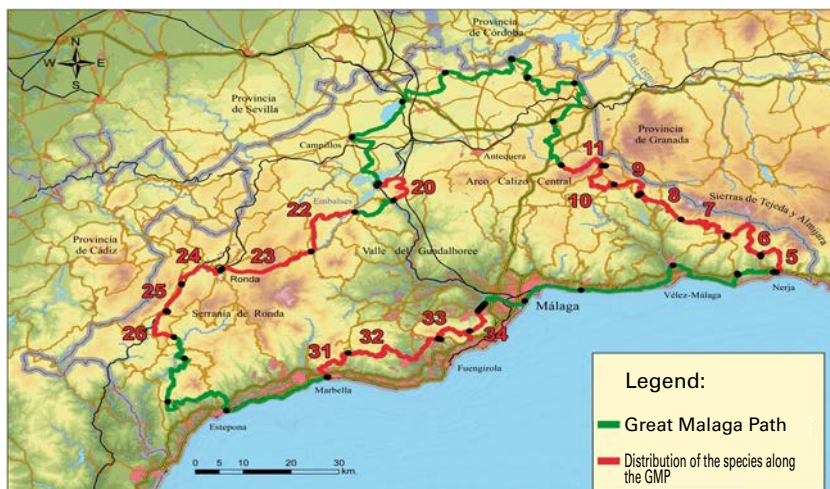 Provincia
de Córdoba
N
W E
S
Río Genil
Provincia
de Sevilla
Campillos
Antequera
11
Provincia
de Granada
9
Arco Calizo Central
20
10
8
Sierras de Tejeda y Almijara
Embalses
22
7
Provincia
de Cádiz
24
23
Valle del Guadalhorce
6
5
Ronda
Vélez-Málaga
Nerja
25
Serranía de Ronda
Málaga
26
33
34
31
32
Fuengirola
Marbella
Estepona
0 5 10 20 30
km.
Legend:
Great Malaga Path
Distribution of the species along
the GMP